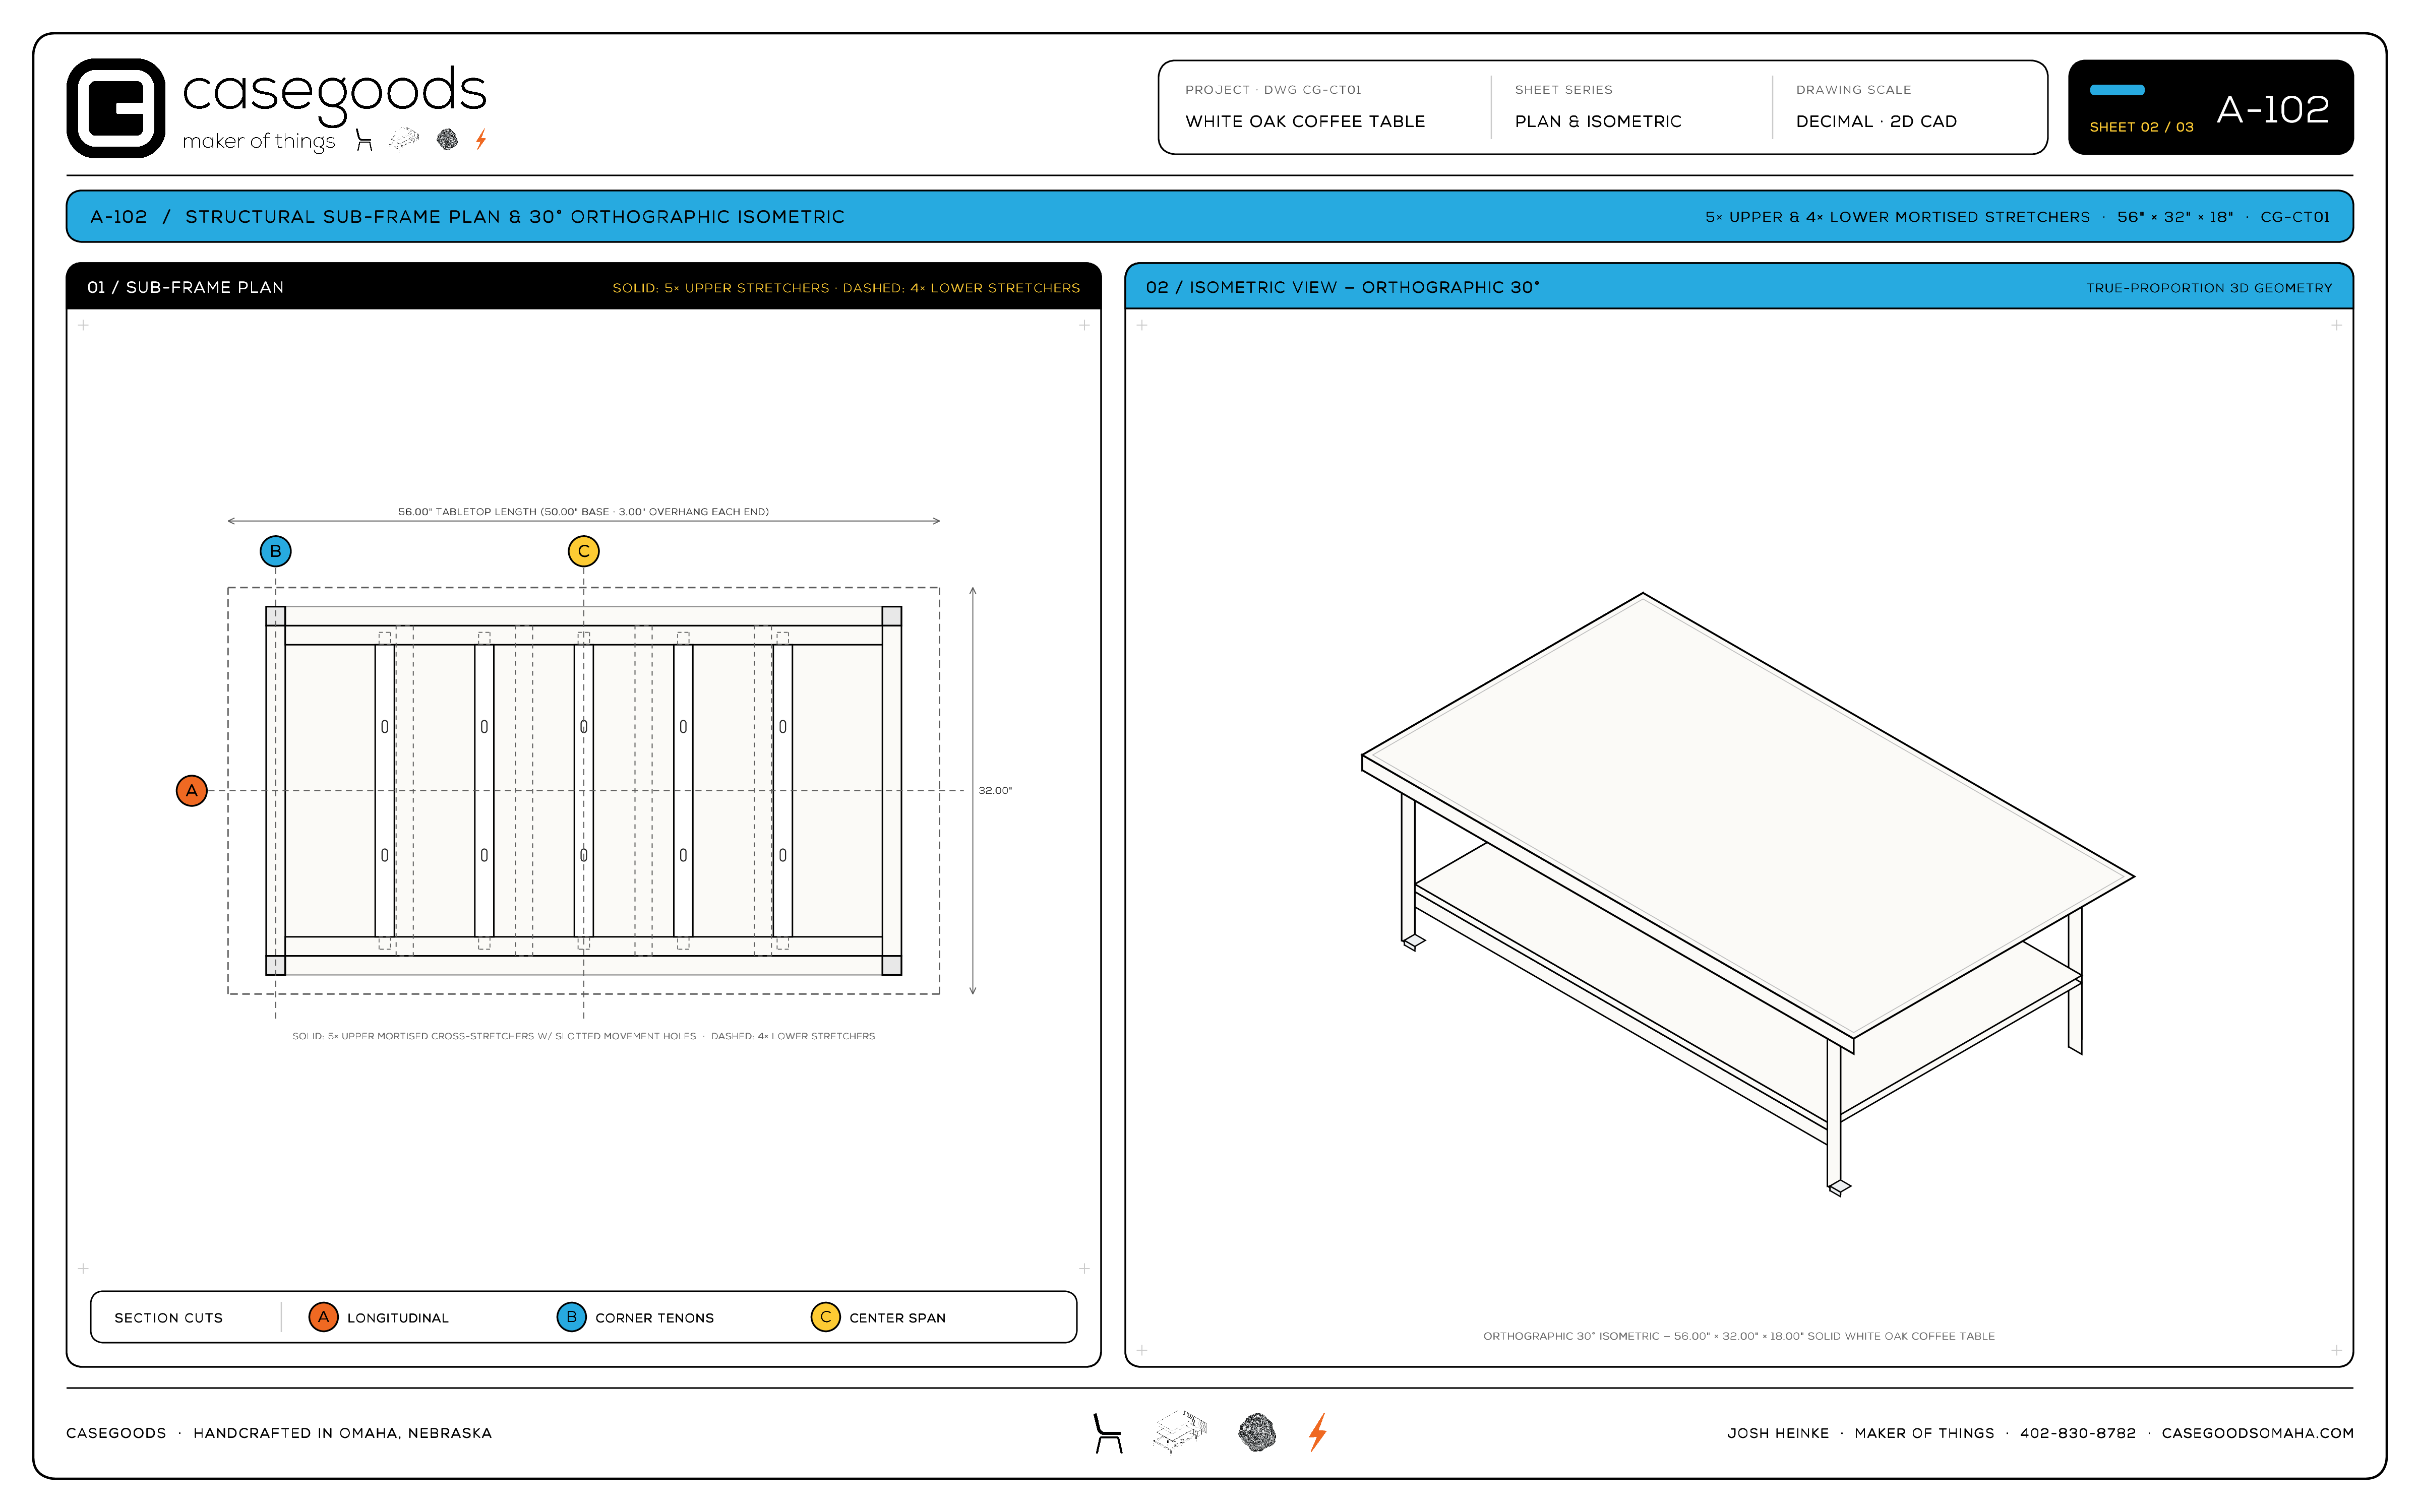 casegoods
maker of things
PROJECT · DWG CG-CT01
WHITE OAK COFFEE TABLE
SHEET SERIES
PLAN & ISOMETRIC
DRAWING SCALE
DECIMAL · 2D CAD
SHEET 02 / 03
A-102
A-102 / STRUCTURAL SUB-FRAME PLAN & 30° ORTHOGRAPHIC ISOMETRIC
5× UPPER & 4× LOWER MORTISED STRETCHERS · 56" × 32" × 18" · CG-CT01
01 / SUB-FRAME PLAN
SOLID: 5× UPPER STRETCHERS · DASHED: 4× LOWER STRETCHERS
56.00" TABLETOP LENGTH (50.00" BASE · 3.00" OVERHANG EACH END)
B
C
A
32.00"
SOLID: 5× UPPER MORTISED CROSS-STRETCHERS W/ SLOTTED MOVEMENT HOLES · DASHED: 4× LOWER STRETCHERS
SECTION CUTS
A LONGITUDINAL
B CORNER TENONS
C CENTER SPAN
02 / ISOMETRIC VIEW – ORTHOGRAPHIC 30°
TRUE-PROPORTION 3D GEOMETRY
ORTHOGRAPHIC 30° ISOMETRIC – 56.00" × 32.00" × 18.00" SOLID WHITE OAK COFFEE TABLE
CASEGOODS · HANDCRAFTED IN OMAHA, NEBRASKA
JOSH HEINKE · MAKER OF THINGS · 402-830-8782 · CASEGOODSOMAHA.COM